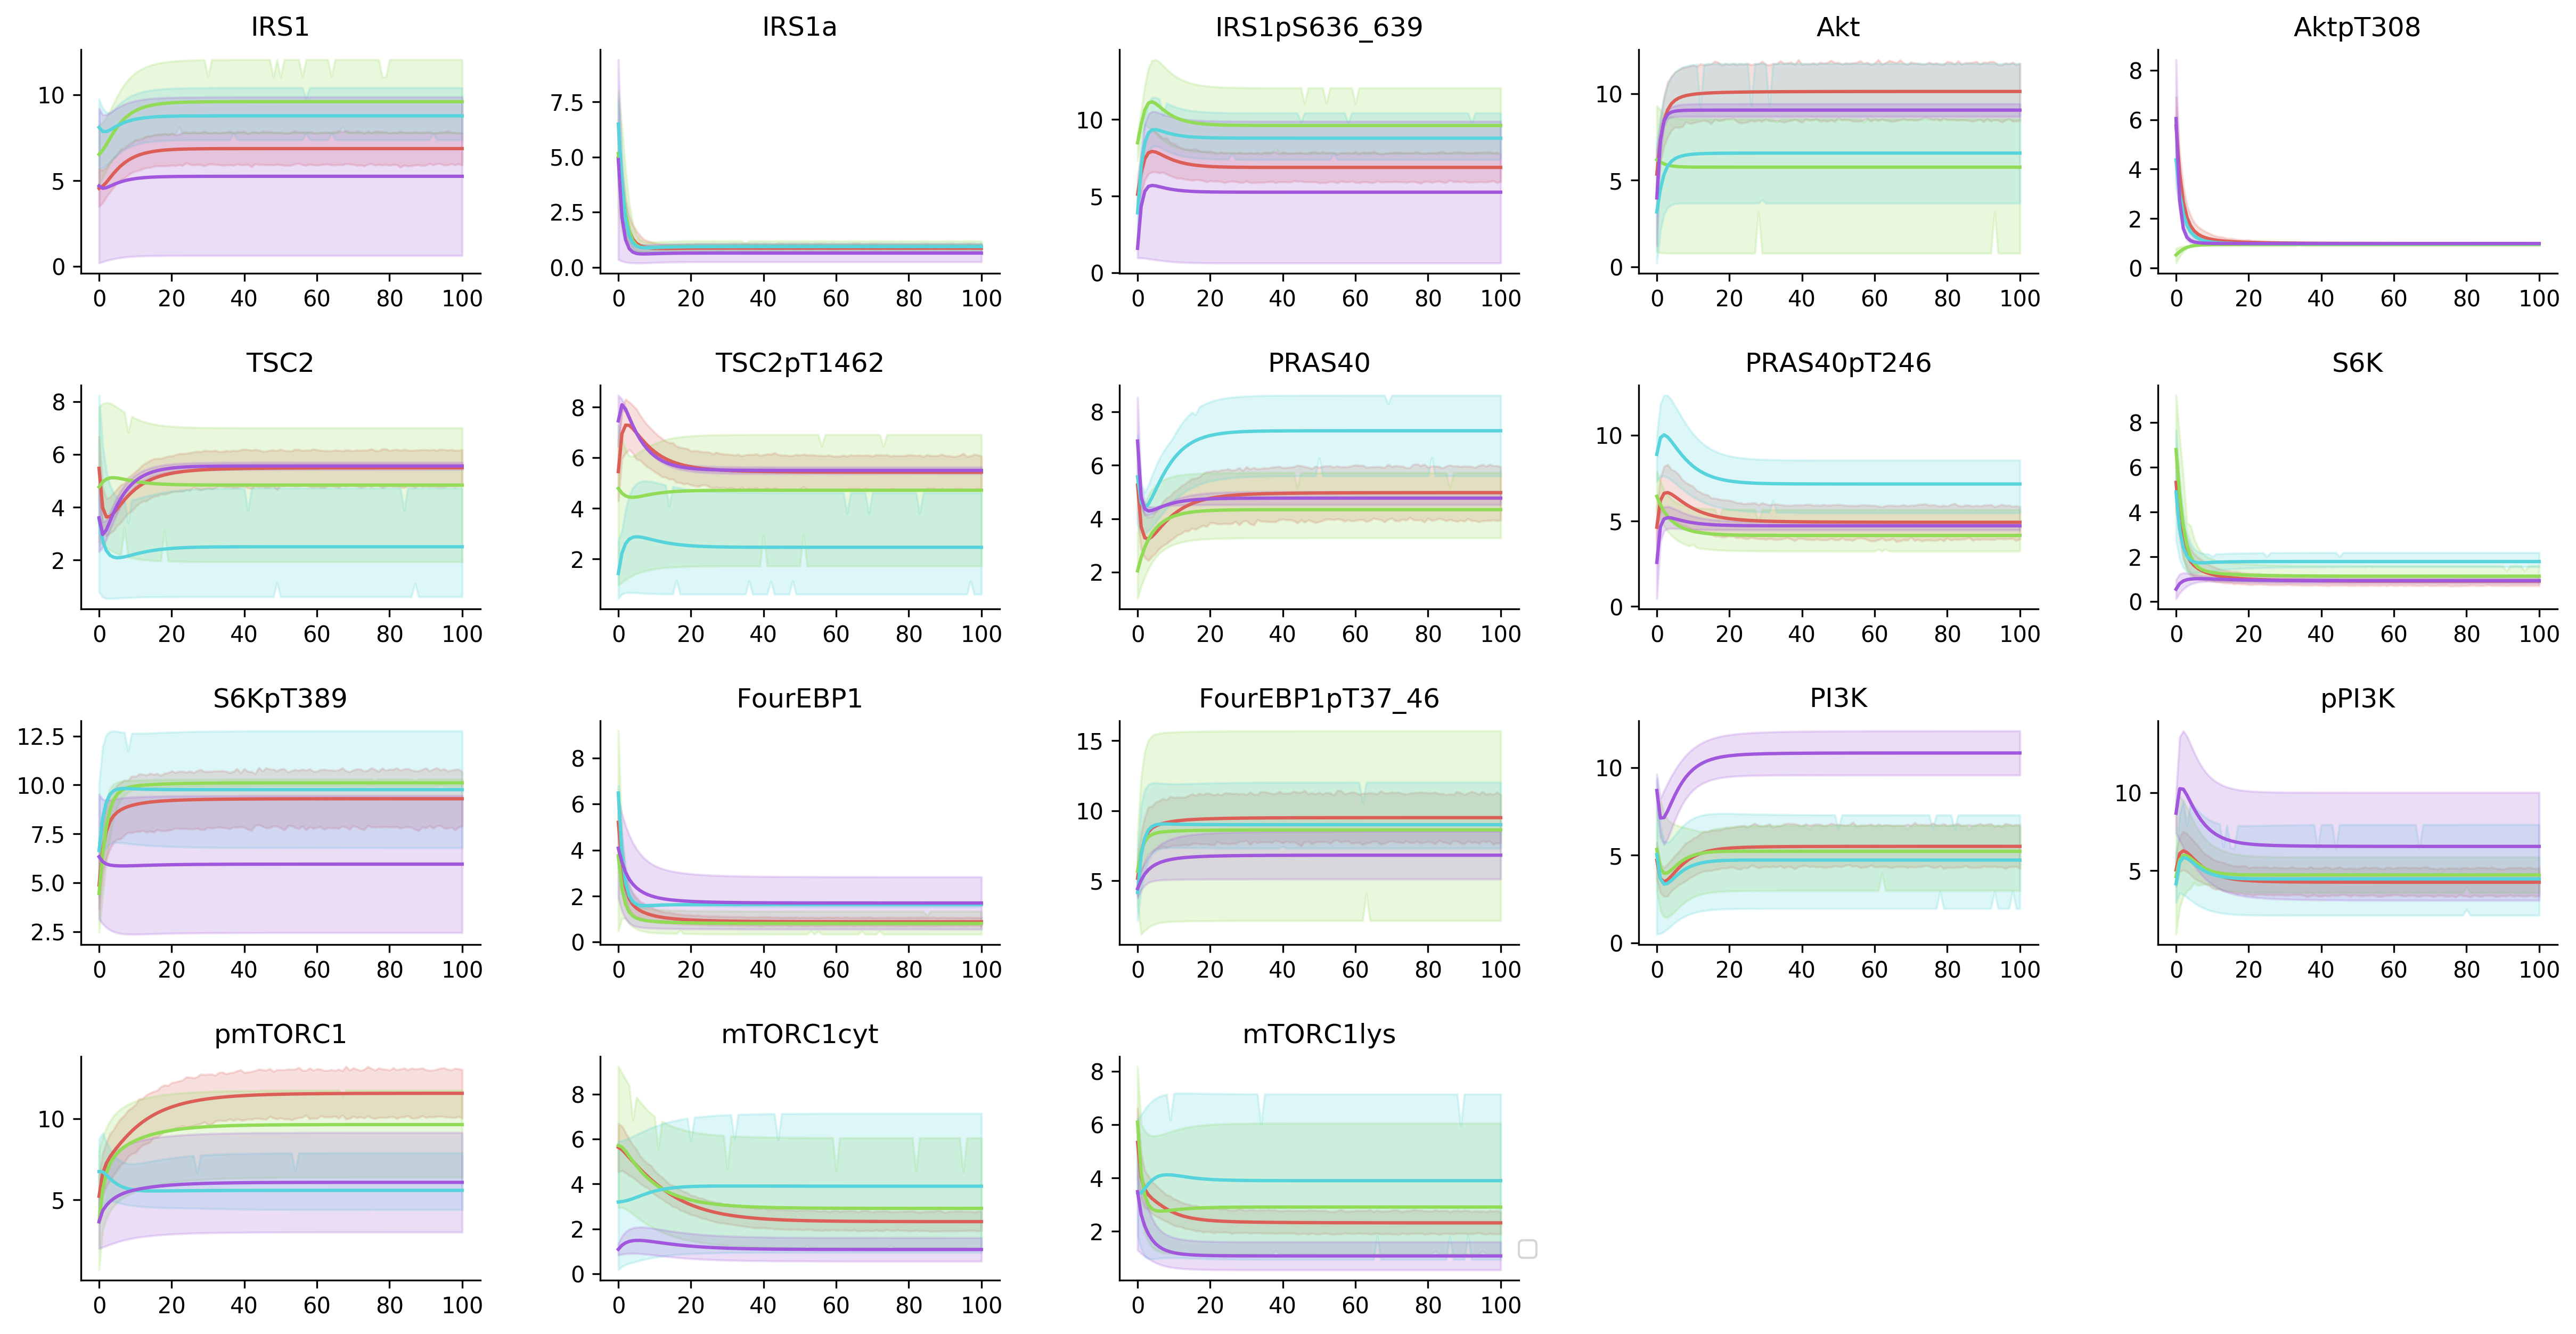 IRS1 IRS1a IRS1pS636_639 Akt AktpT308
10 5 0
7.5 5.0 2.5 0.0
10 5 0
10 5 0
8 6 4 2 0
0 20 40 60 80 100 0 20 40 60 80 100 0 20 40 60 80 100 0 20 40 60 80 100 0 20 40 60 80 100
TSC2 TSC2pT1462 PRAS40 PRAS40pT246 S6K
8 6 4 2
8 6 4 2
8 6 4 2
10 5 0
8 6 4 2 0
0 20 40 60 80 100 0 20 40 60 80 100 0 20 40 60 80 100 0 20 40 60 80 100 0 20 40 60 80 100
S6KpT389 FourEBP1 FourEBP1pT37_46 PI3K pPI3K
12.5 10.0 7.5 5.0 2.5
8 6 4 2 0
15 10 5
10 5 0
10 5
0 20 40 60 80 100 0 20 40 60 80 100 0 20 40 60 80 100 0 20 40 60 80 100 0 20 40 60 80 100
pmTORC1 mTORC1cyt mTORC1lys
10 5
8 6 4 2 0
8 6 4 2
0 20 40 60 80 100 0 20 40 60 80 100 0 20 40 60 80 100